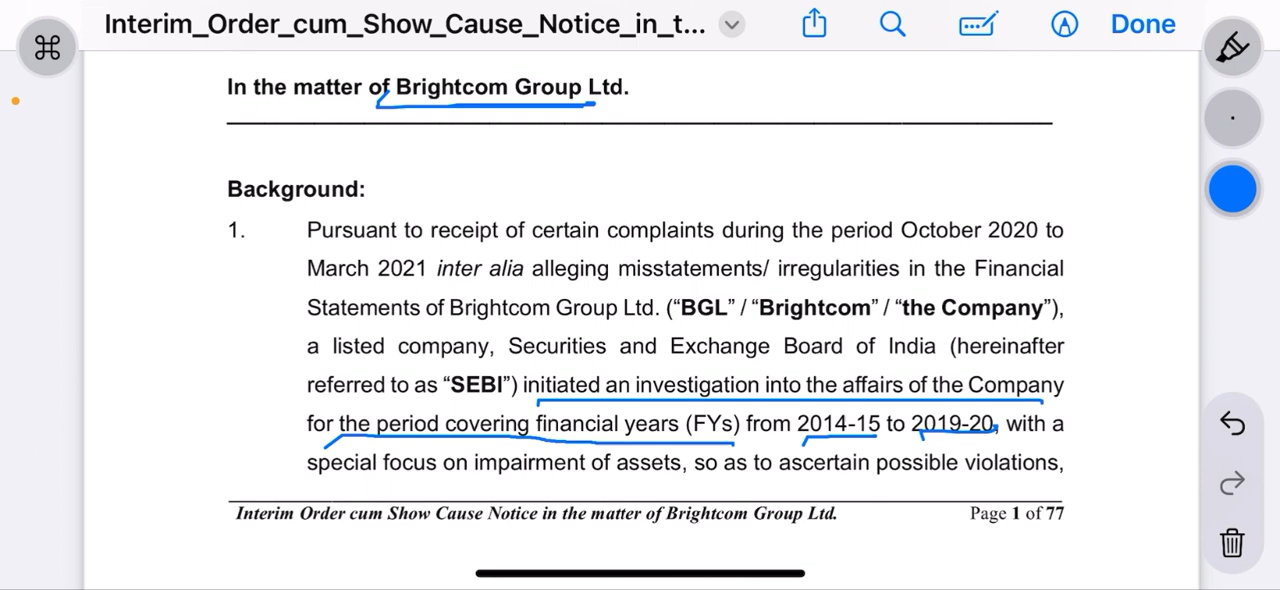 Interim_Order_cum_Show_Cause_Notice_in_t...
Done
In the matter of Brightcom Group Ltd.
Background:
1. Pursuant to receipt of certain complaints during the period October 2020 to
March 2021 inter alia alleging misstatements/ irregularities in the Financial
Statements of Brightcom Group Ltd. (“BGL” / “Brightcom” / “the Company”),
a listed company, Securities and Exchange Board of India (hereinafter
referred to as “SEBI”) initiated an investigation into the affairs of the Company
for the period covering financial years (FYs) from 2014-15 to 2019-20, with a
special focus on impairment of assets, so as to ascertain possible violations,
Interim Order cum Show Cause Notice in the matter of Brightcom Group Ltd.
Page 1 of 77